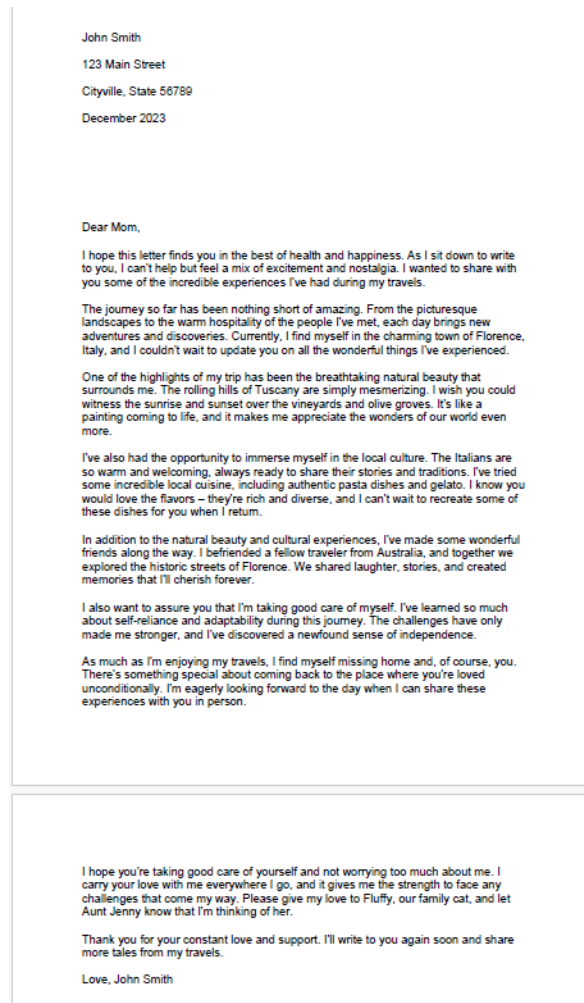 John Smith
123 Main Street
Cityville, State 56789
December 2023
Dear Mom,
I hope this letter finds you in the best of health and happiness. As I sit down to write
to you, I can't help but feel a mix of excitement and nostalgia. I wanted to share with
you some of the incredible experiences I've had during my travels.
The journey so far has been nothing short of amazing. From the picturesque
landscapes to the warm hospitality of the people I've met, each day brings new
adventures and discoveries. Currently, I find myself in the charming town of Florence,
Italy, and I couldn't wait to update you on all the wonderful things I've experienced.
One of the highlights of my trip has been the breathtaking natural beauty that
surrounds me. The rolling hills of Tuscany are simply mesmerizing. I wish you could
witness the sunrise and sunset over the vineyards and olive groves. It's like a
painting coming to life, and it makes me appreciate the wonders of our world even
more.
I've also had the opportunity to immerse myself in the local culture. The Italians are
so warm and welcoming, always ready to share their stories and traditions. I've tried
some incredible local cuisine, including authentic pasta dishes and gelato. I know you
would love the flavors – they're rich and diverse, and I can't wait to recreate some of
these dishes for you when I return.
In addition to the natural beauty and cultural experiences, I've made some wonderful
friends along the way. I befriended a fellow traveler from Australia, and together we
explored the historic streets of Florence. We shared laughter, stories, and created
memories that I'll cherish forever.
I also want to assure you that I'm taking good care of myself. I've learned so much
about self-reliance and adaptability during this journey. The challenges have only
made me stronger, and I've discovered a newfound sense of independence.
As much as I'm enjoying my travels, I find myself missing home and, of course, you.
There's something special about coming back to the place where you're loved
unconditionally. I'm eagerly looking forward to the day when I can share these
experiences with you in person.
I hope you're taking good care of yourself and not worrying too much about me. I
carry your love with me everywhere I go, and it gives me the strength to face any
challenges that come my way. Please give my love to Fluffy, our family cat, and let
Aunt Jenny know that I'm thinking of her.
Thank you for your constant love and support. I'll write to you again soon and share
more tales from my travels.
Love, John Smith